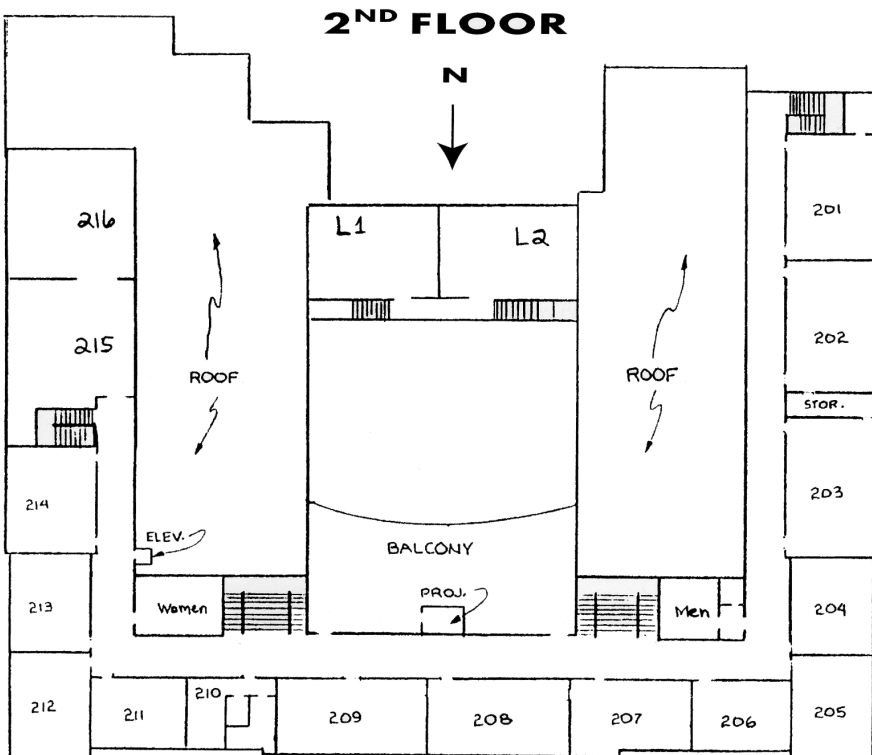 2ND FLOOR
N
216
L1
L2
201
215
202
ROOF
ROOF
STOR.
214
203
ELEV.
BALCONY
213
Women
PROJ.
Men
204
212
211
210
209
208
207
206
205